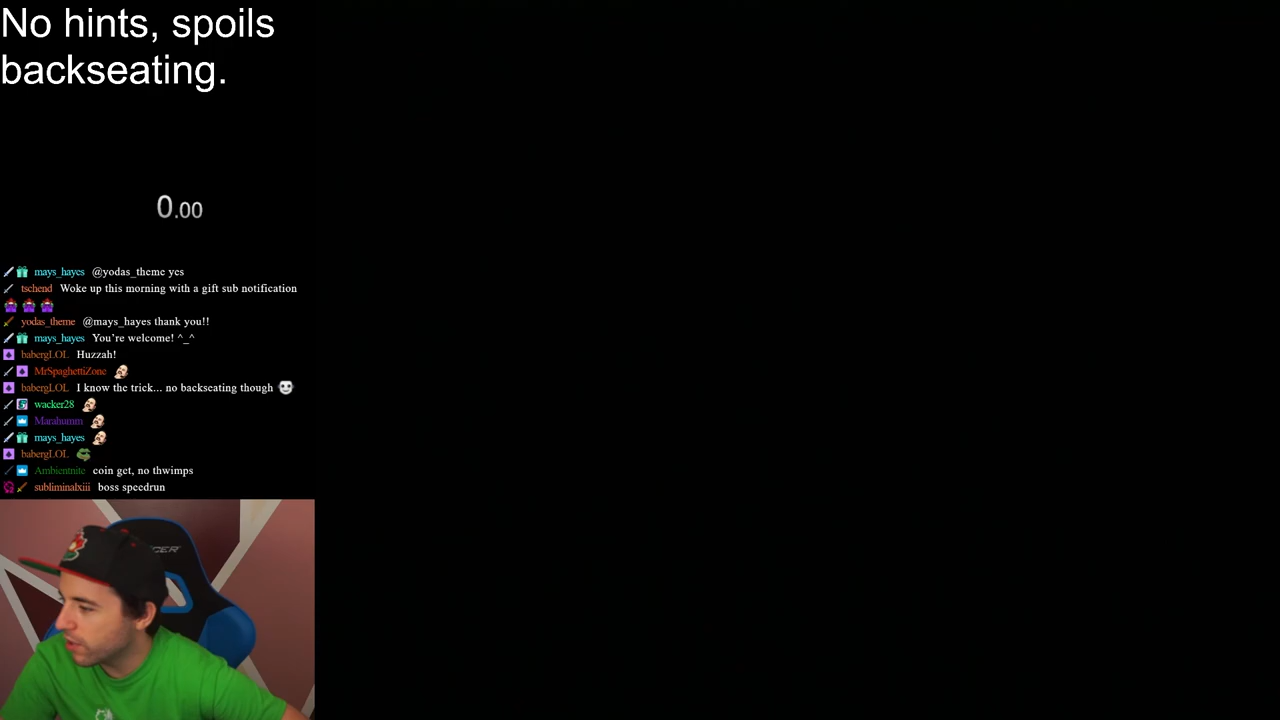 No hints, spoils
backseating.
0.00
mays_hayes @yodas_theme yes
tschend Woke up this morning with a gift sub notification
yodas_theme @mays_hayes thank you!!
mays_hayes You're welcome! ^_^
babergLOL Huzzah!
MrSpaghettiZone
babergLOL I know the trick... no backseating though
wacker28
Marahumm
mays_hayes
babergLOL
Ambientnite coin get, no thwimps
subliminalxiii boss speedrun